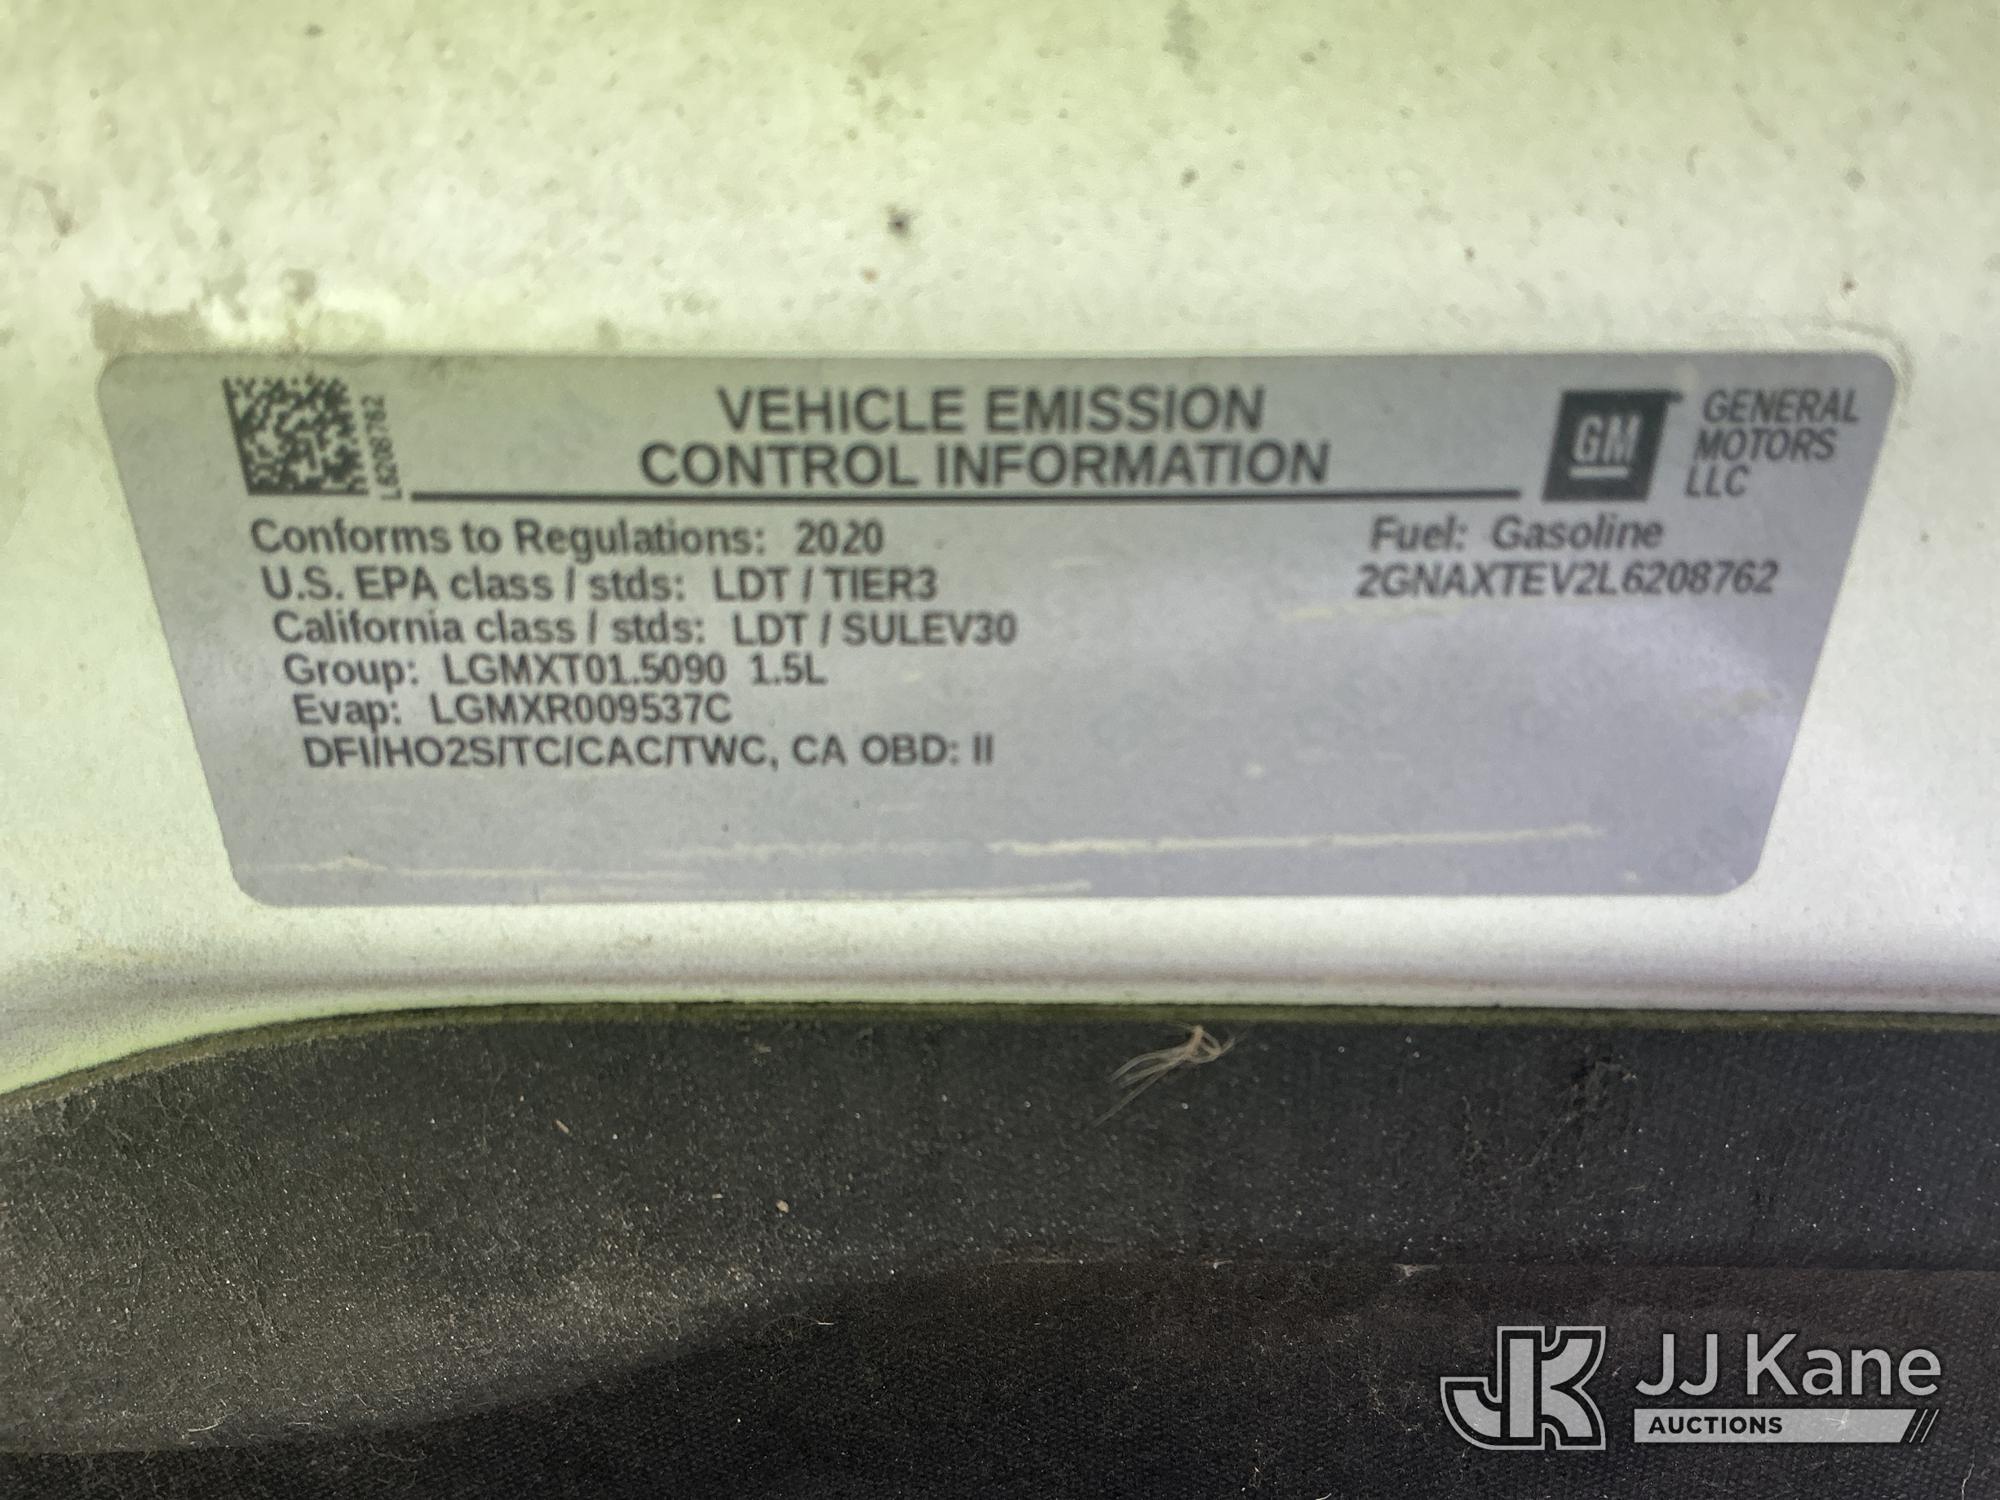 L6208762
VEHICLE EMISSION
CONTROL INFORMATION
GM
GENERAL
MOTORS
LLC
Conforms to Regulations: 2020
Fuel: Gasoline
U.S. EPA class / stds: LDT / TIER3
2GNAXTEV2L6208762
California class / stds: LDT / SULEV30
Group: LGMXT01.5090 1.5L
Evap: LGMXR009537C
DFI/HO2S/TC/CAC/TWC, CA OBD: II
JK
JJ Kane
AUCTIONS